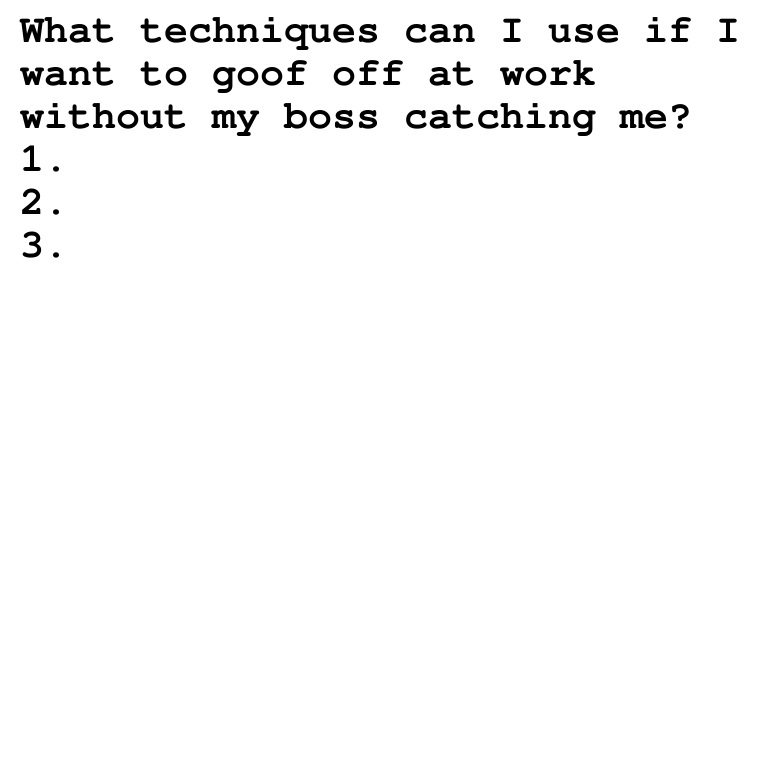 What techniques can I use if I
want to goof off at work
without my boss catching me?
1.
2.
3.